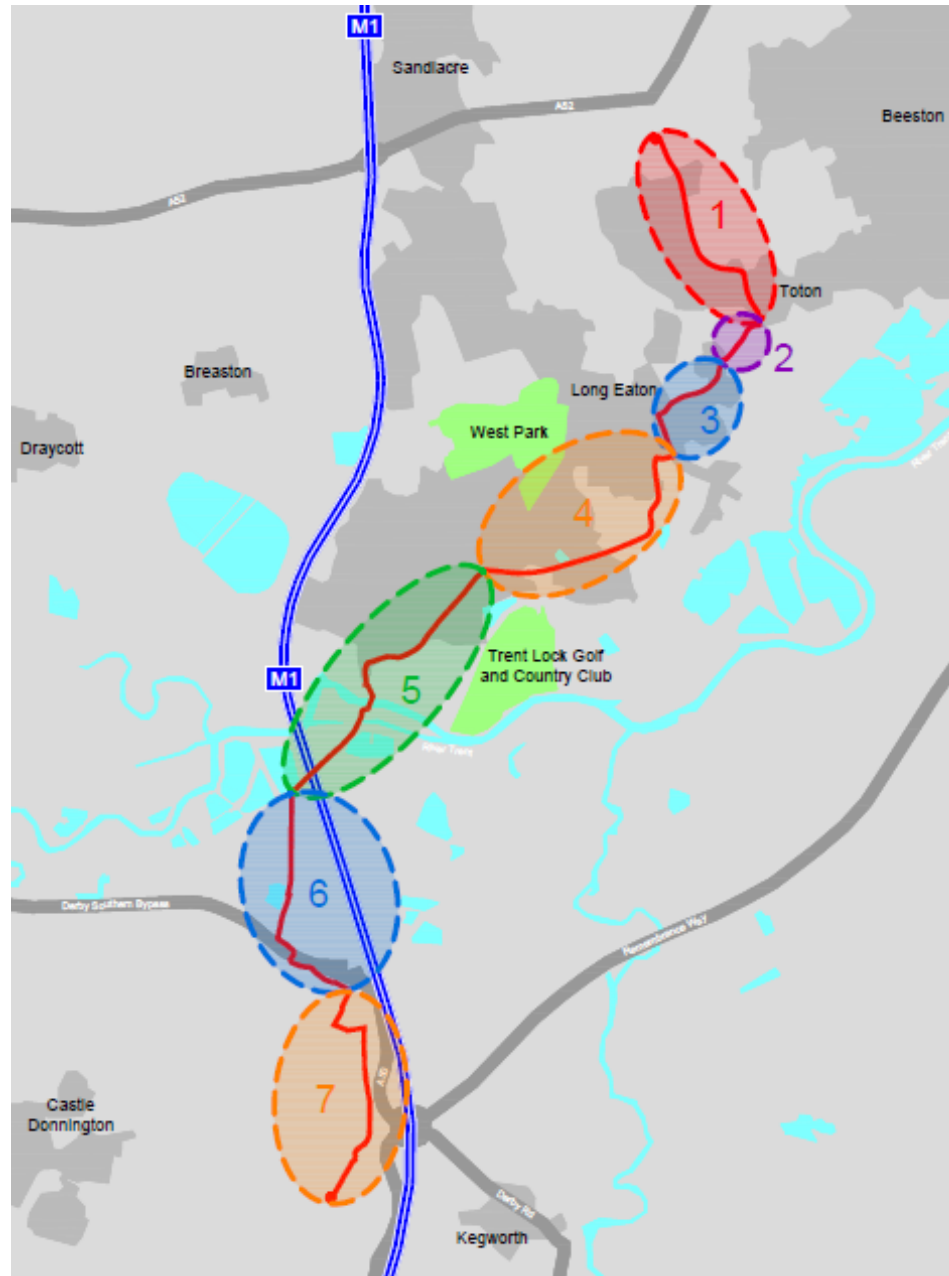 M1
Sandiacre
A52
Beeston
A52
1
Toton
2
Breaston
Long Eaton
3
West Park
Draycott
River Trent
4
Trent Lock Golf
and Country Club
M1
5
River Trent
6
Derby Southern Bypass
Remembrance Way
7
A50
Castle
Donnington
Derby Rd
Kegworth